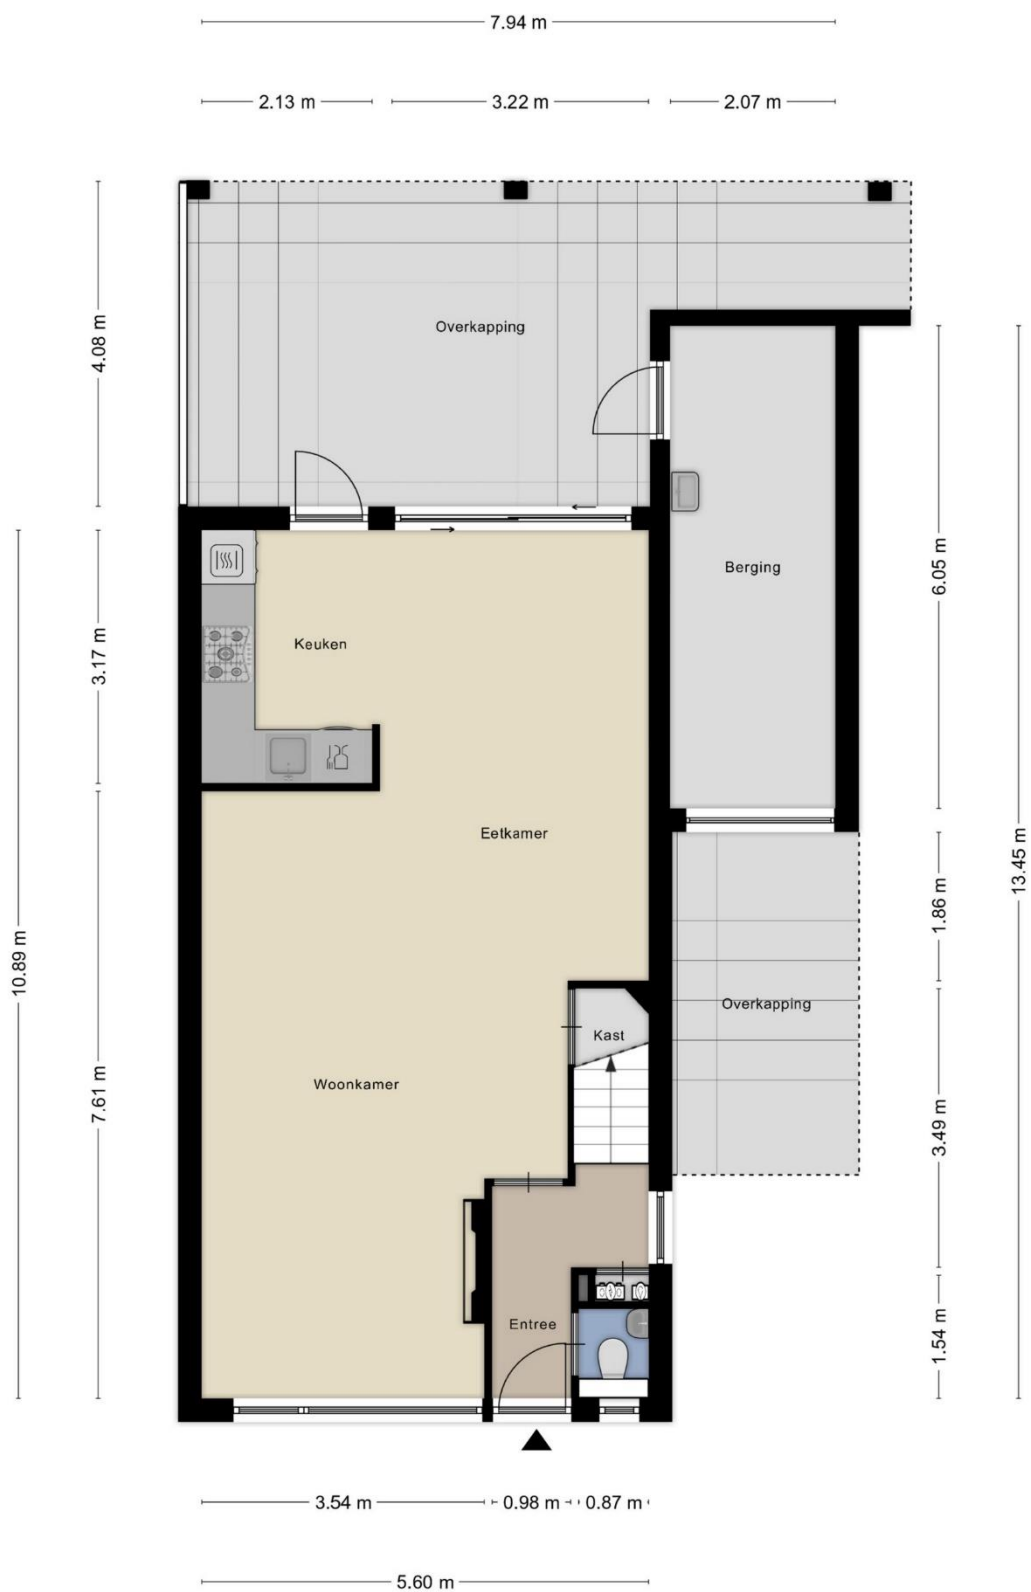 7.94 m
2.13 m
3.22 m
2.07 m
4.08 m
Overkapping
6.05 m
Berging
3.17 m
Keuken
Eetkamer
13.45 m
1.86 m
10.89 m
Overkapping
Kast
Woonkamer
7.61 m
3.49 m
Entree
1.54 m
3.54 m
0.98 m
0.87 m
5.60 m